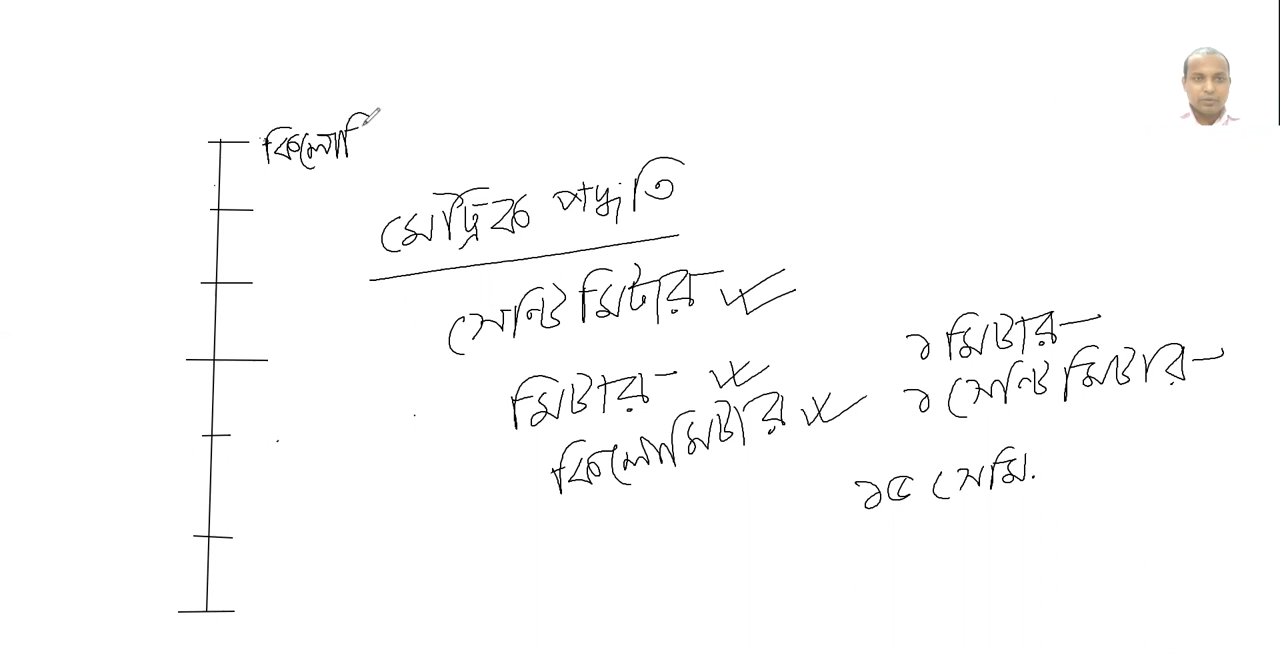 কিলোমি
মেট্রিক পদ্ধতি
সেন্টিমিটার
মিটার
কিলোমিটার
১ মিটার
১ সেন্টিমিটার
১৫ সেমি.